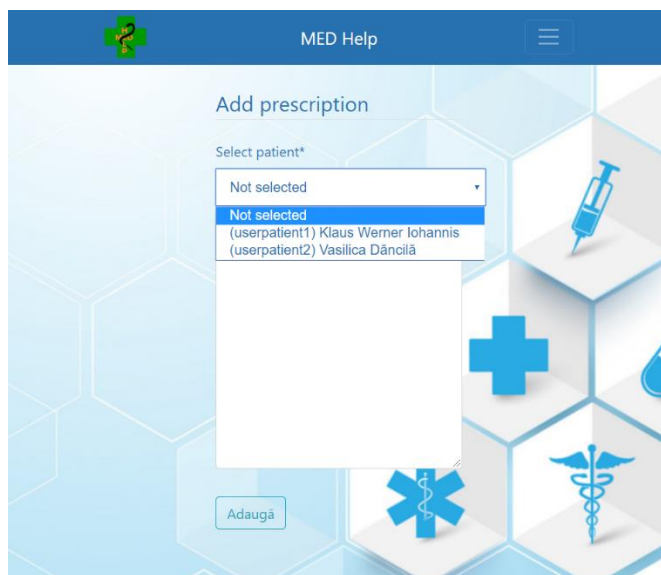 MED Help
Add prescription
Select patient*
Not selected
Not selected
(userpatient1) Klaus Werner Iohannis
(userpatient2) Vasilica Dăncilă
Adaugă